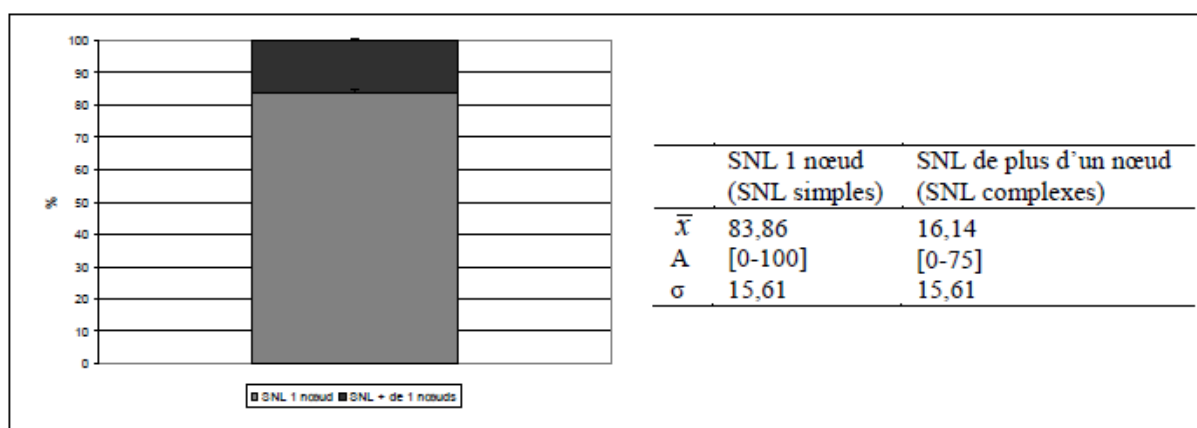 100
90
80
70
60
50
40
30
20
10
0
%
SNL 1 nœud SNL + de 1 nœuds
SNL 1 nœud SNL de plus d'un nœud
(SNL simples) (SNL complexes)
x̅ 83,86 16,14
A [0-100] [0-75]
σ 15,61 15,61